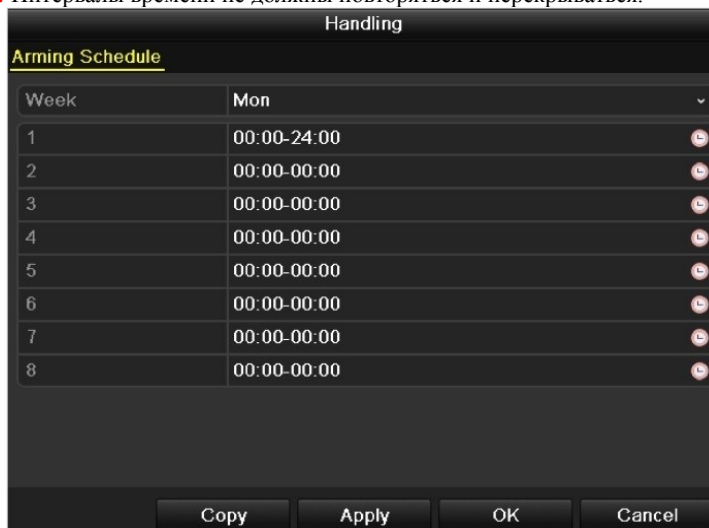 Интервалы времени не должны повторяться и перекрываться.
Handling
Arming Schedule
Week Mon
1 00:00-24:00
2 00:00-00:00
3 00:00-00:00
4 00:00-00:00
5 00:00-00:00
6 00:00-00:00
7 00:00-00:00
8 00:00-00:00
Copy Apply OK Cancel